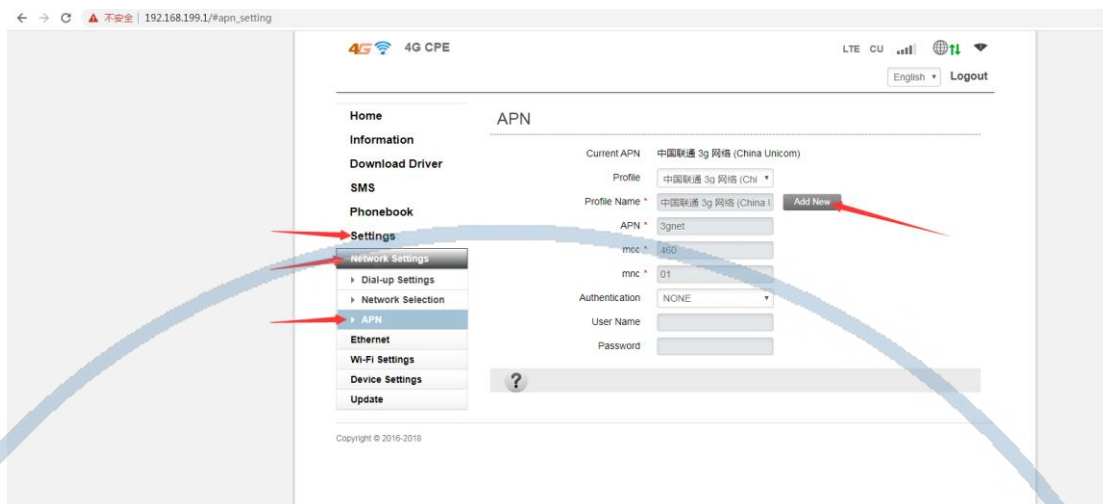 不安全 | 192.168.199.1/#apn_setting
4G 4G CPE
LTE CU
English Logout
Home
Information
Download Driver
SMS
Phonebook
Settings
Network Settings
Dial-up Settings
Network Selection
APN
Ethernet
Wi-Fi Settings
Device Settings
Update
APN
Current APN 中国联通 3g 网络 (China Unicom)
Profile 中国联通 3g 网络 (Chi
Profile Name * 中国联通 3g 网络 (China U Add New
APN * 3gnet
mcc * 460
mnc * 01
Authentication NONE
User Name
Password
?
Copyright © 2016-2018